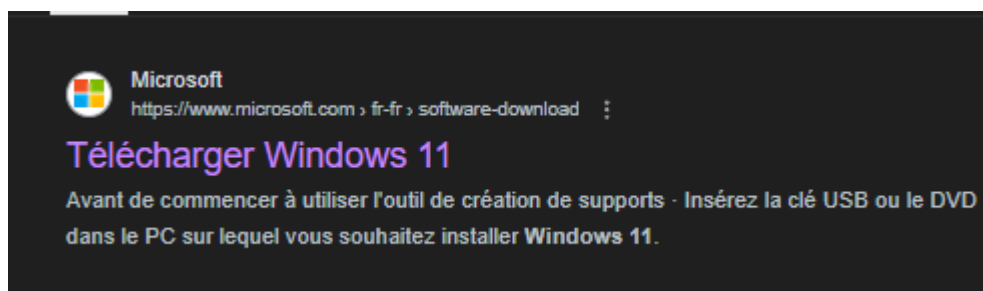 Microsoft
https://www.microsoft.com › fr-fr › software-download
Télécharger Windows 11
Avant de commencer à utiliser l'outil de création de supports · Insérez la clé USB ou le DVD
dans le PC sur lequel vous souhaitez installer Windows 11.